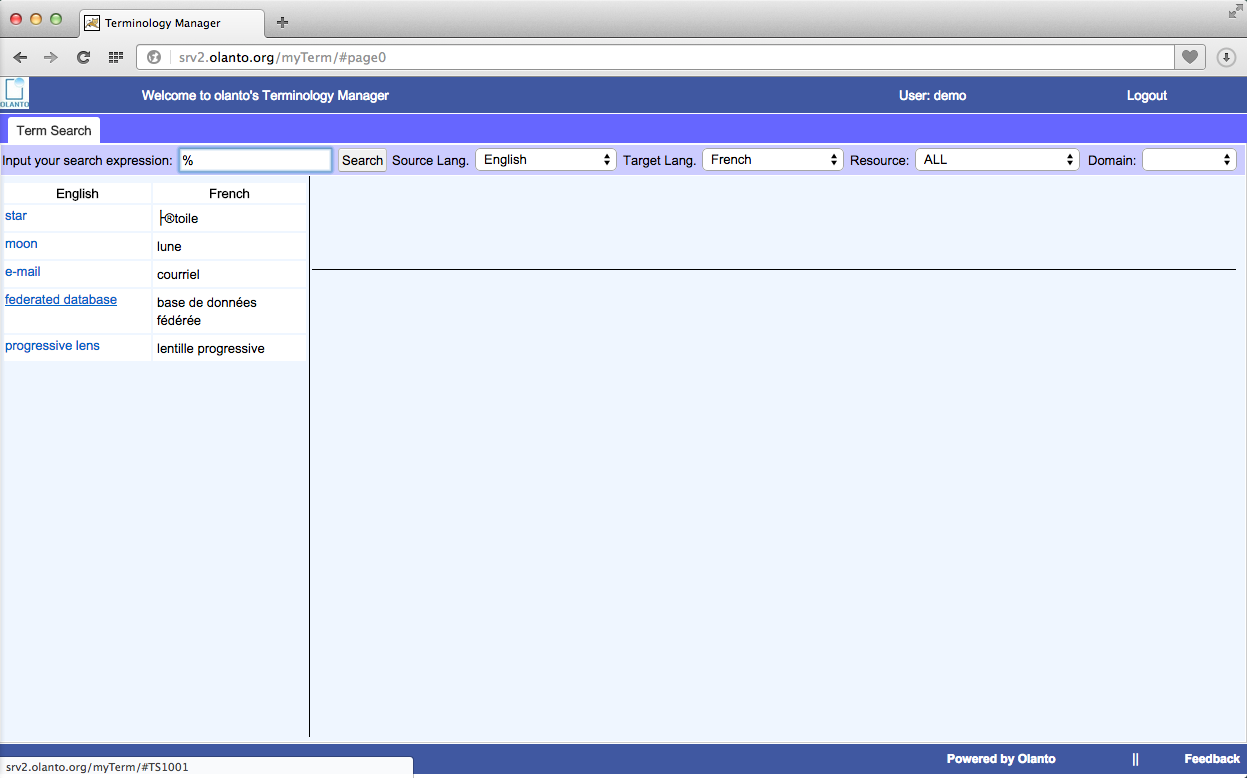 Terminology Manager
srv2.olanto.org/myTerm/#page0
OLANTO
Welcome to olanto's Terminology Manager User: demo Logout
Term Search
Input your search expression: % Search Source Lang. English Target Lang. French Resource: ALL Domain:
English French
star ├®toile
moon lune
e-mail courriel
federated database base de données
fédérée
progressive lens lentille progressive
Powered by Olanto || Feedback
srv2.olanto.org/myTerm/#TS1001